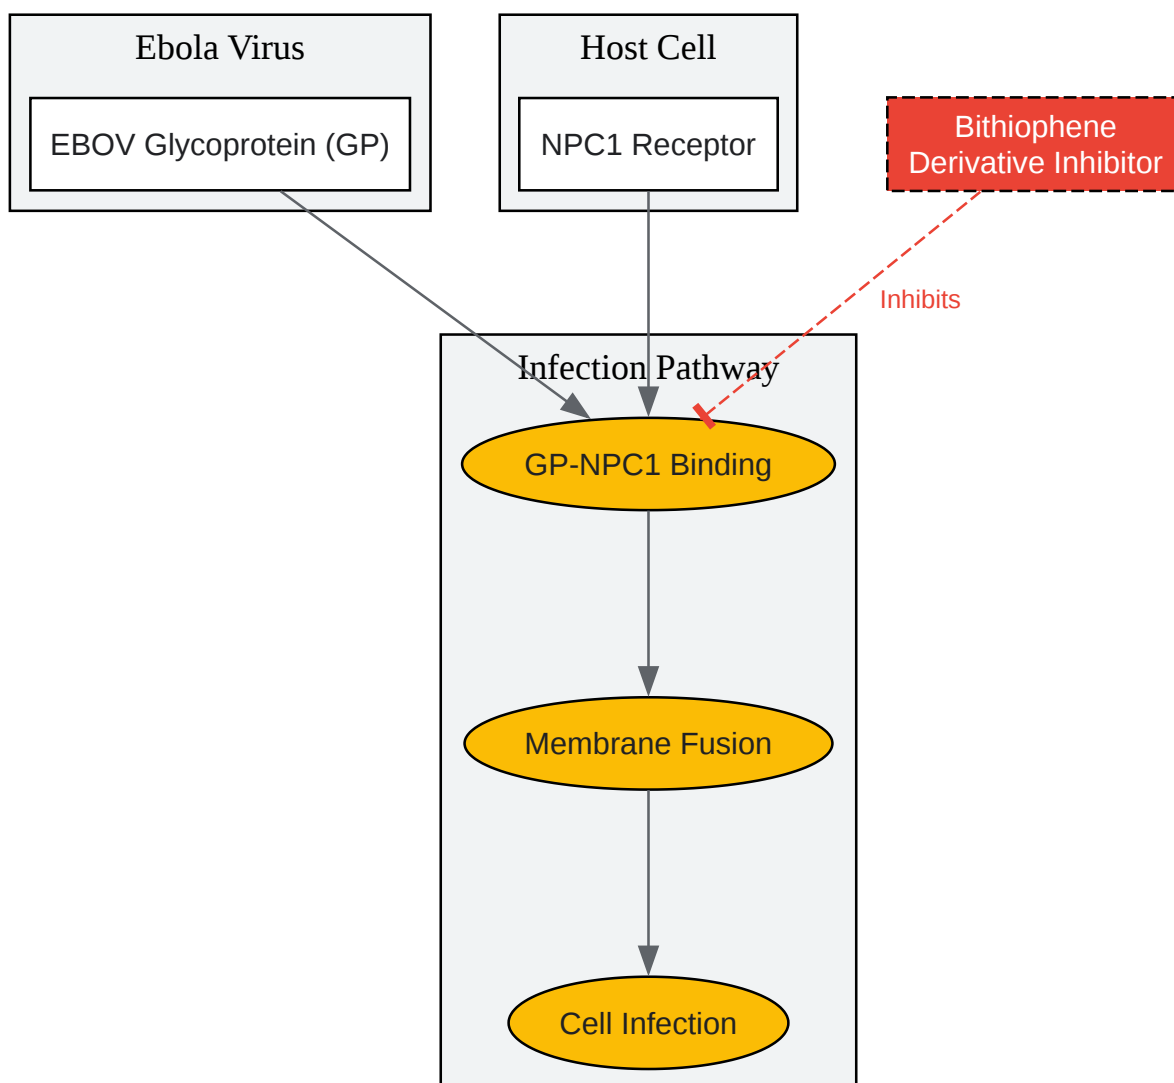 Ebola Virus
EBOV Glycoprotein (GP)
Host Cell
NPC1 Receptor
Bithiophene
Derivative Inhibitor
Inhibits
Infection Pathway
GP-NPC1 Binding
Membrane Fusion
Cell Infection